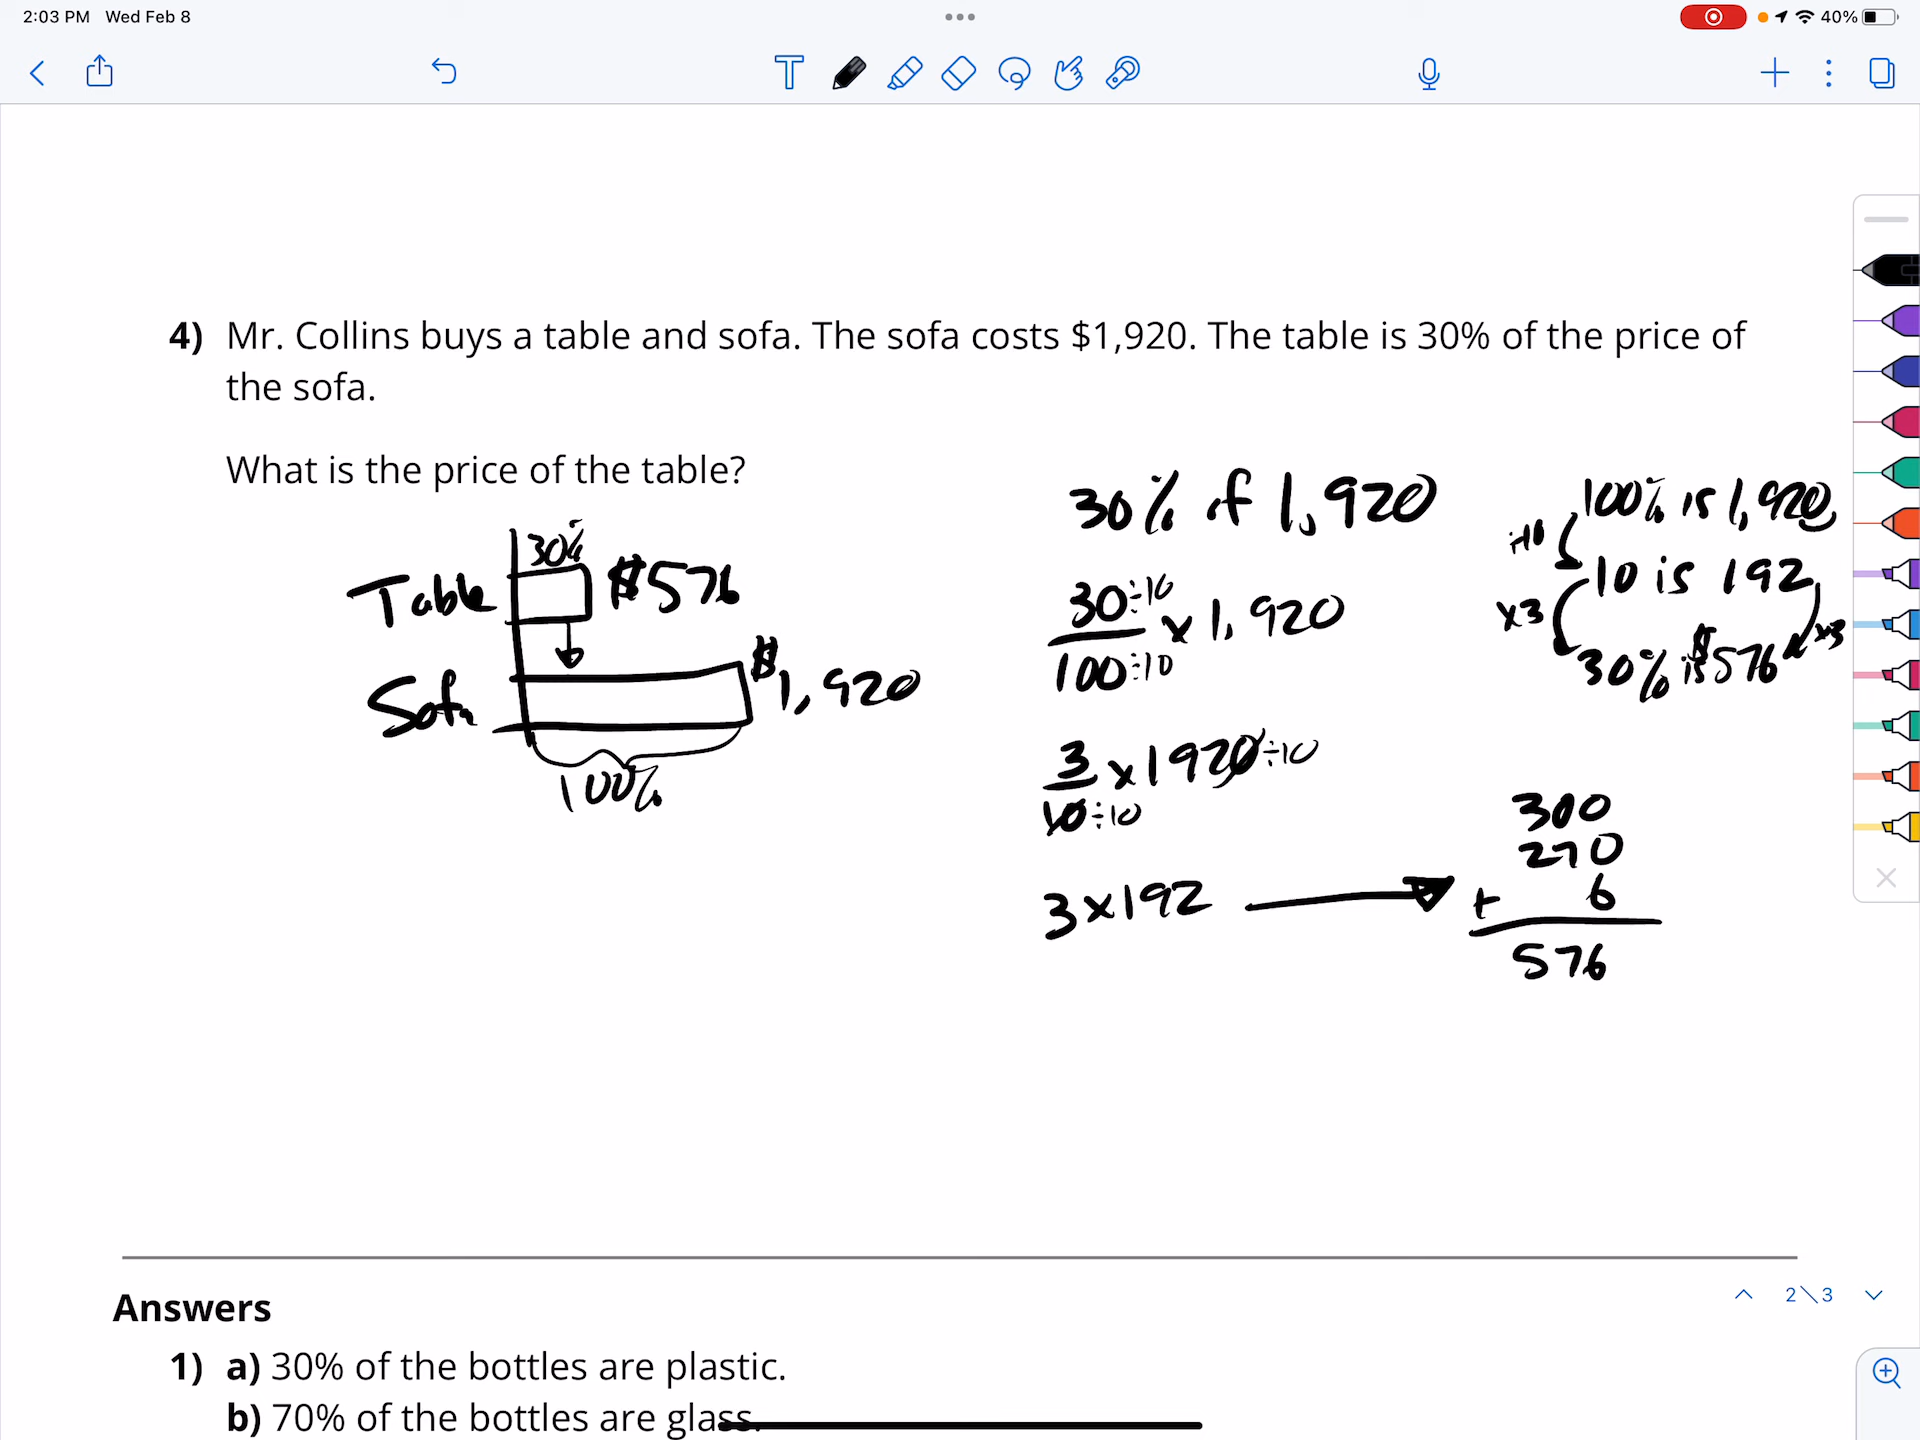 2:03 PM Wed Feb 8
40%
4) Mr. Collins buys a table and sofa. The sofa costs $1,920. The table is 30% of the price of
the sofa.
What is the price of the table?
30%
Table $576
Sofa $1,920
100%
30% of 1,920
30÷10
100÷10
x 1,920
3
10÷10
x 1920÷10
3x192
100% is 1,920
÷10
10 is 192
x3
x3
30% is $576
300
270
+ 6
576
2\3
Answers
1) a) 30% of the bottles are plastic.
b) 70% of the bottles are glass.